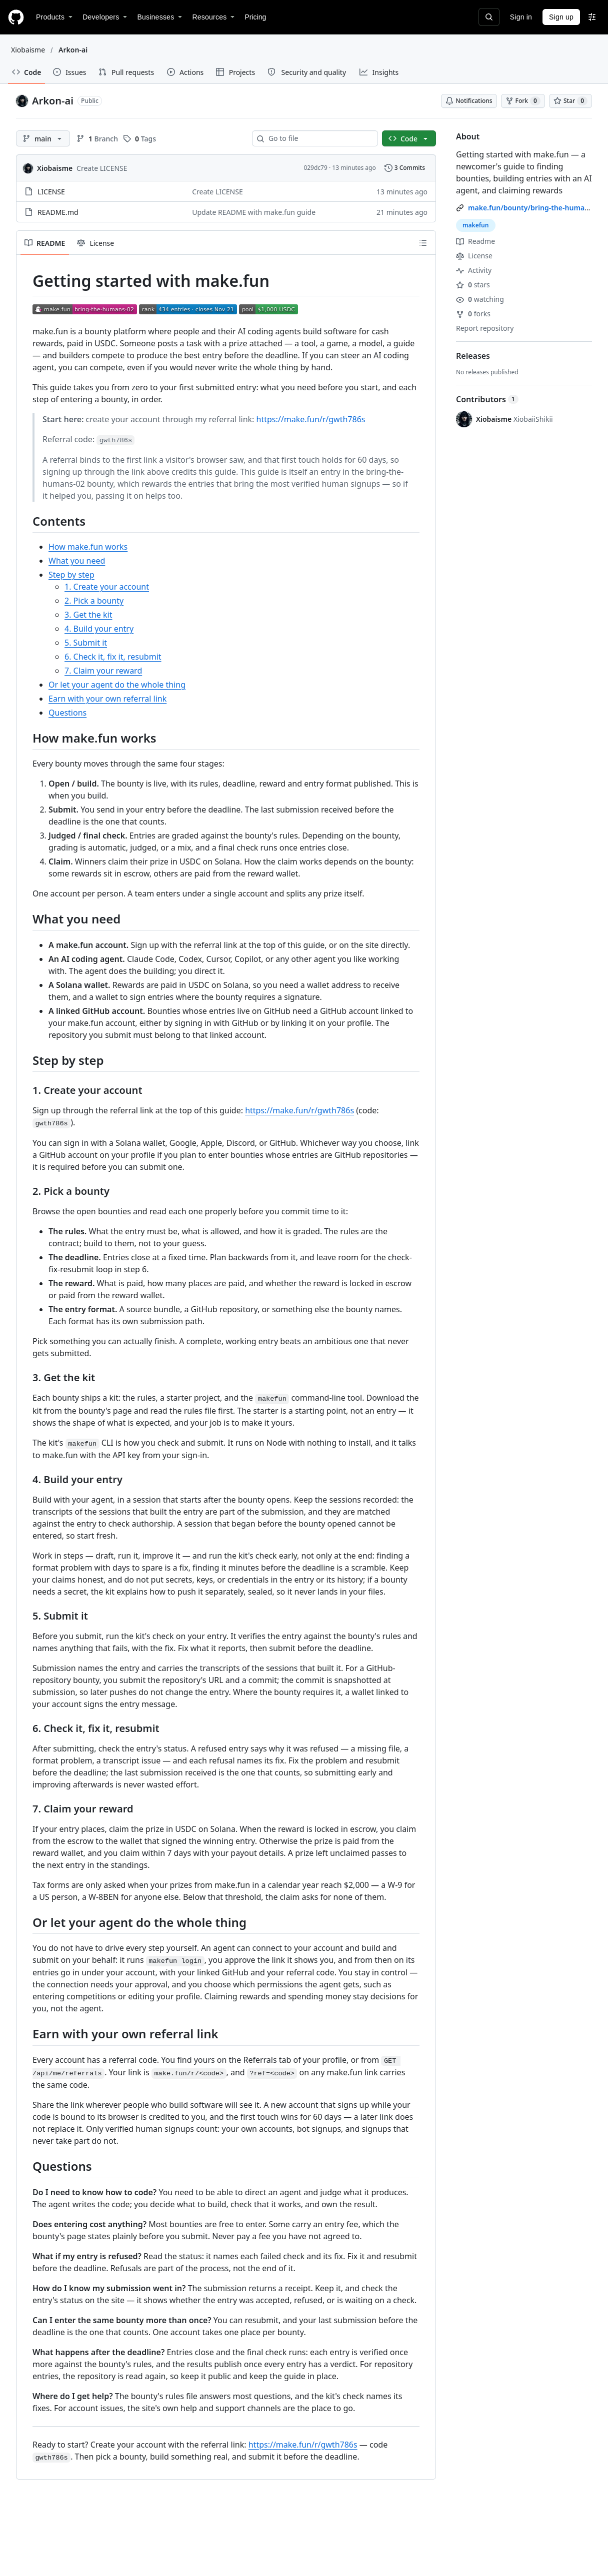 Products Developers Businesses Resources Pricing Sign in Sign up
Xiobaisme / Arkon-ai
Code Issues Pull requests Actions Projects Security and quality Insights
Arkon-ai Public Notifications Fork 0 Star 0
main 1 Branch 0 Tags Go to file Code
Xiobaisme Create LICENSE 029dc79 · 13 minutes ago 3 Commits
LICENSE Create LICENSE 13 minutes ago
README.md Update README with make.fun guide 21 minutes ago
README License
Getting started with make.fun
make.fun bring-the-humans-02 rank 434 entries · closes Nov 21 pool $1,000 USDC
make.fun is a bounty platform where people and their AI coding agents build software for cash
rewards, paid in USDC. Someone posts a task with a prize attached — a tool, a game, a model, a guide
— and builders compete to produce the best entry before the deadline. If you can steer an AI coding
agent, you can compete, even if you would never write the whole thing by hand.
This guide takes you from zero to your first submitted entry: what you need before you start, and each
step of entering a bounty, in order.
Start here: create your account through my referral link: https://make.fun/r/gwth786s
Referral code: gwth786s
A referral binds to the first link a visitor's browser saw, and that first touch holds for 60 days, so
signing up through the link above credits this guide. This guide is itself an entry in the bring-the-
humans-02 bounty, which rewards the entries that bring the most verified human signups — so if
it helped you, passing it on helps too.
Contents
How make.fun works
What you need
Step by step
1. Create your account
2. Pick a bounty
3. Get the kit
4. Build your entry
5. Submit it
6. Check it, fix it, resubmit
7. Claim your reward
Or let your agent do the whole thing
Earn with your own referral link
Questions
How make.fun works
Every bounty moves through the same four stages:
1. Open / build. The bounty is live, with its rules, deadline, reward and entry format published. This is
when you build.
2. Submit. You send in your entry before the deadline. The last submission received before the
deadline is the one that counts.
3. Judged / final check. Entries are graded against the bounty's rules. Depending on the bounty,
grading is automatic, judged, or a mix, and a final check runs once entries close.
4. Claim. Winners claim their prize in USDC on Solana. How the claim works depends on the bounty:
some rewards sit in escrow, others are paid from the reward wallet.
One account per person. A team enters under a single account and splits any prize itself.
What you need
A make.fun account. Sign up with the referral link at the top of this guide, or on the site directly.
An AI coding agent. Claude Code, Codex, Cursor, Copilot, or any other agent you like working
with. The agent does the building; you direct it.
A Solana wallet. Rewards are paid in USDC on Solana, so you need a wallet address to receive
them, and a wallet to sign entries where the bounty requires a signature.
A linked GitHub account. Bounties whose entries live on GitHub need a GitHub account linked to
your make.fun account, either by signing in with GitHub or by linking it on your profile. The
repository you submit must belong to that linked account.
Step by step
1. Create your account
Sign up through the referral link at the top of this guide: https://make.fun/r/gwth786s (code:
gwth786s ).
You can sign in with a Solana wallet, Google, Apple, Discord, or GitHub. Whichever way you choose, link
a GitHub account on your profile if you plan to enter bounties whose entries are GitHub repositories —
it is required before you can submit one.
2. Pick a bounty
Browse the open bounties and read each one properly before you commit time to it:
The rules. What the entry must be, what is allowed, and how it is graded. The rules are the
contract; build to them, not to your guess.
The deadline. Entries close at a fixed time. Plan backwards from it, and leave room for the check-
fix-resubmit loop in step 6.
The reward. What is paid, how many places are paid, and whether the reward is locked in escrow
or paid from the reward wallet.
The entry format. A source bundle, a GitHub repository, or something else the bounty names.
Each format has its own submission path.
Pick something you can actually finish. A complete, working entry beats an ambitious one that never
gets submitted.
3. Get the kit
Each bounty ships a kit: the rules, a starter project, and the makefun command-line tool. Download the
kit from the bounty's page and read the rules file first. The starter is a starting point, not an entry — it
shows the shape of what is expected, and your job is to make it yours.
The kit's makefun CLI is how you check and submit. It runs on Node with nothing to install, and it talks
to make.fun with the API key from your sign-in.
4. Build your entry
Build with your agent, in a session that starts after the bounty opens. Keep the sessions recorded: the
transcripts of the sessions that built the entry are part of the submission, and they are matched
against the entry to check authorship. A session that began before the bounty opened cannot be
entered, so start fresh.
Work in steps — draft, run it, improve it — and run the kit's check early, not only at the end: finding a
format problem with days to spare is a fix, finding it minutes before the deadline is a scramble. Keep
your claims honest, and do not put secrets, keys, or credentials in the entry or its history; if a bounty
needs a secret, the kit explains how to push it separately, sealed, so it never lands in your files.
5. Submit it
Before you submit, run the kit's check on your entry. It verifies the entry against the bounty's rules and
names anything that fails, with the fix. Fix what it reports, then submit before the deadline.
Submission names the entry and carries the transcripts of the sessions that built it. For a GitHub-
repository bounty, you submit the repository's URL and a commit; the commit is snapshotted at
submission, so later pushes do not change the entry. Where the bounty requires it, a wallet linked to
your account signs the entry message.
6. Check it, fix it, resubmit
After submitting, check the entry's status. A refused entry says why it was refused — a missing file, a
format problem, a transcript issue — and each refusal names its fix. Fix the problem and resubmit
before the deadline; the last submission received is the one that counts, so submitting early and
improving afterwards is never wasted effort.
7. Claim your reward
If your entry places, claim the prize in USDC on Solana. When the reward is locked in escrow, you claim
from the escrow to the wallet that signed the winning entry. Otherwise the prize is paid from the
reward wallet, and you claim within 7 days with your payout details. A prize left unclaimed passes to
the next entry in the standings.
Tax forms are only asked when your prizes from make.fun in a calendar year reach $2,000 — a W-9 for
a US person, a W-8BEN for anyone else. Below that threshold, the claim asks for none of them.
Or let your agent do the whole thing
You do not have to drive every step yourself. An agent can connect to your account and build and
submit on your behalf: it runs makefun login , you approve the link it shows you, and from then on its
entries go in under your account, with your linked GitHub and your referral code. You stay in control —
the connection needs your approval, and you choose which permissions the agent gets, such as
entering competitions or editing your profile. Claiming rewards and spending money stay decisions for
you, not the agent.
Earn with your own referral link
Every account has a referral code. You find yours on the Referrals tab of your profile, or from GET
/api/me/referrals . Your link is make.fun/r/<code> , and ?ref=<code> on any make.fun link carries
the same code.
Share the link wherever people who build software will see it. A new account that signs up while your
code is bound to its browser is credited to you, and the first touch wins for 60 days — a later link does
not replace it. Only verified human signups count: your own accounts, bot signups, and signups that
never take part do not.
Questions
Do I need to know how to code? You need to be able to direct an agent and judge what it produces.
The agent writes the code; you decide what to build, check that it works, and own the result.
Does entering cost anything? Most bounties are free to enter. Some carry an entry fee, which the
bounty's page states plainly before you submit. Never pay a fee you have not agreed to.
What if my entry is refused? Read the status: it names each failed check and its fix. Fix it and resubmit
before the deadline. Refusals are part of the process, not the end of it.
How do I know my submission went in? The submission returns a receipt. Keep it, and check the
entry's status on the site — it shows whether the entry was accepted, refused, or is waiting on a check.
Can I enter the same bounty more than once? You can resubmit, and your last submission before the
deadline is the one that counts. One account takes one place per bounty.
What happens after the deadline? Entries close and the final check runs: each entry is verified once
more against the bounty's rules, and the results publish once every entry has a verdict. For repository
entries, the repository is read again, so keep it public and keep the guide in place.
Where do I get help? The bounty's rules file answers most questions, and the kit's check names its
fixes. For account issues, the site's own help and support channels are the place to go.
Ready to start? Create your account with the referral link: https://make.fun/r/gwth786s — code
gwth786s . Then pick a bounty, build something real, and submit it before the deadline.
About
Getting started with make.fun — a
newcomer's guide to finding
bounties, building entries with an AI
agent, and claiming rewards
make.fun/bounty/bring-the-huma...
makefun
Readme
License
Activity
0 stars
0 watching
0 forks
Report repository
Releases
No releases published
Contributors 1
Xiobaisme XiobaiiShikii